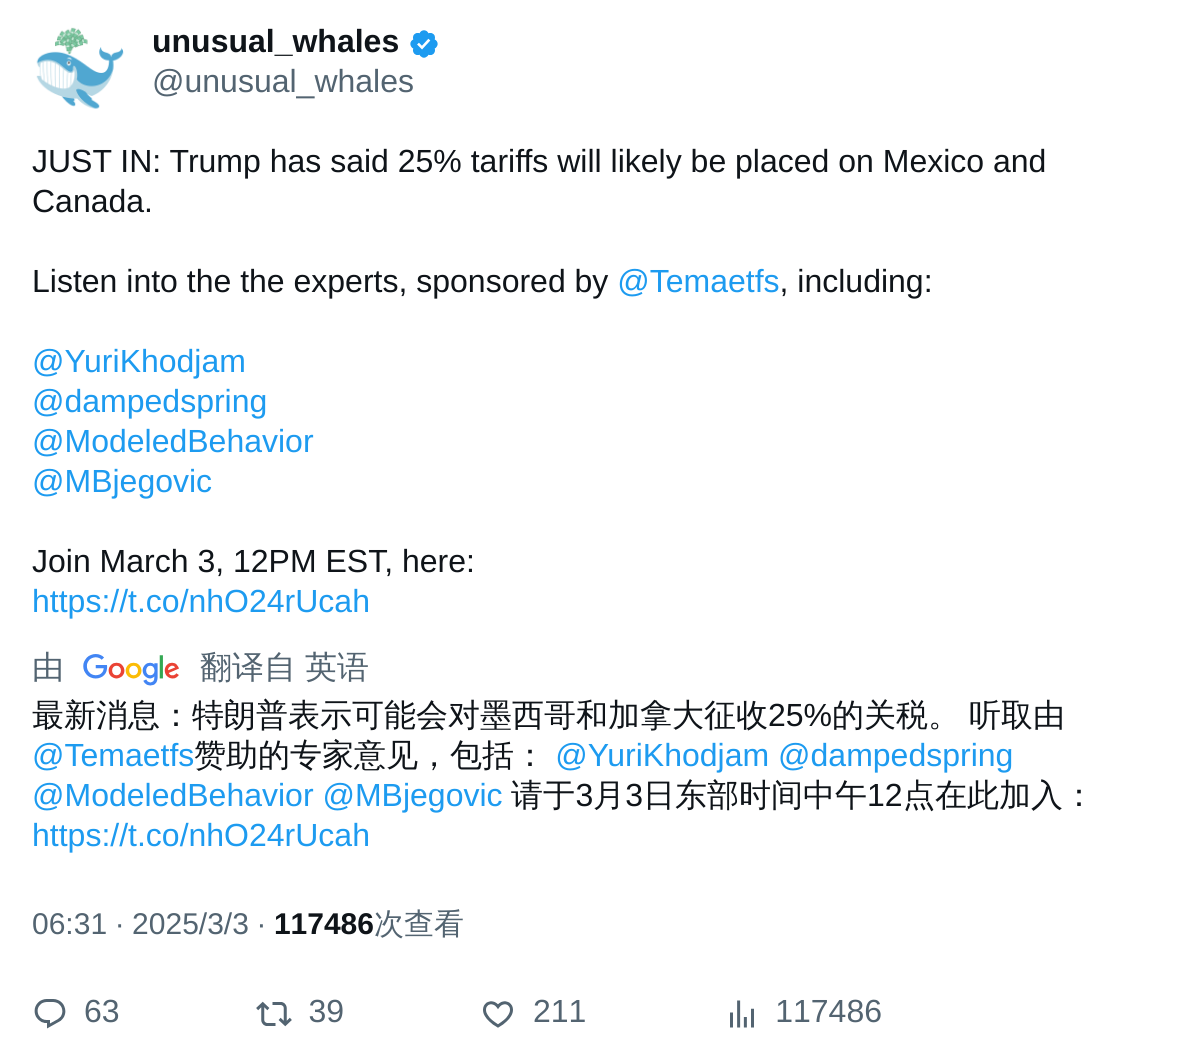 unusual_whales
@unusual_whales
JUST IN: Trump has said 25% tariffs will likely be placed on Mexico and
Canada.
Listen into the the experts, sponsored by @Temaetfs, including:
@YuriKhodjam
@dampedspring
@ModeledBehavior
@MBjegovic
Join March 3, 12PM EST, here:
https://t.co/nhO24rUcah
由 Google 翻译自 英语
最新消息：特朗普表示可能会对墨西哥和加拿大征收25%的关税。 听取由
@Temaetfs赞助的专家意见，包括： @YuriKhodjam @dampedspring
@ModeledBehavior @MBjegovic 请于3月3日东部时间中午12点在此加入：
https://t.co/nhO24rUcah
06:31 · 2025/3/3 · 117486次查看
63 39 211 117486